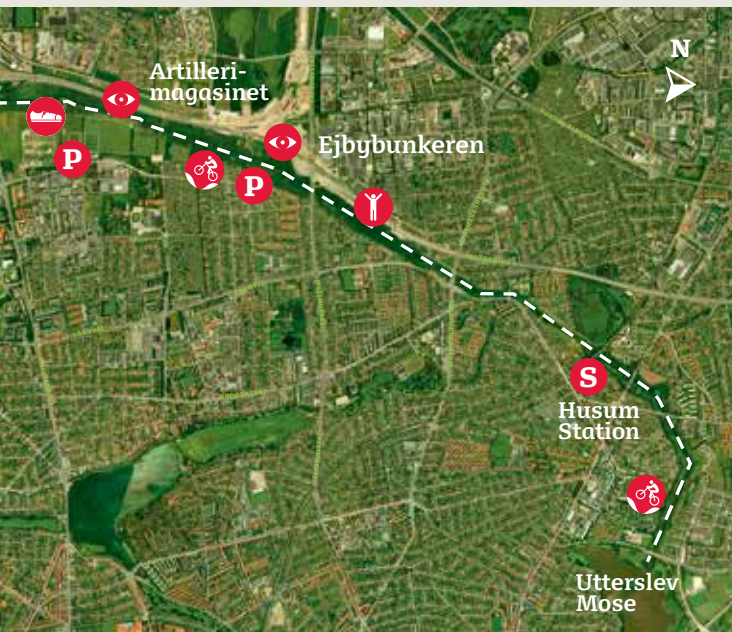 N
Artilleri-
magasinet
Ejbybunkeren
P
P
S
Husum
Station
Utterslev
Mose